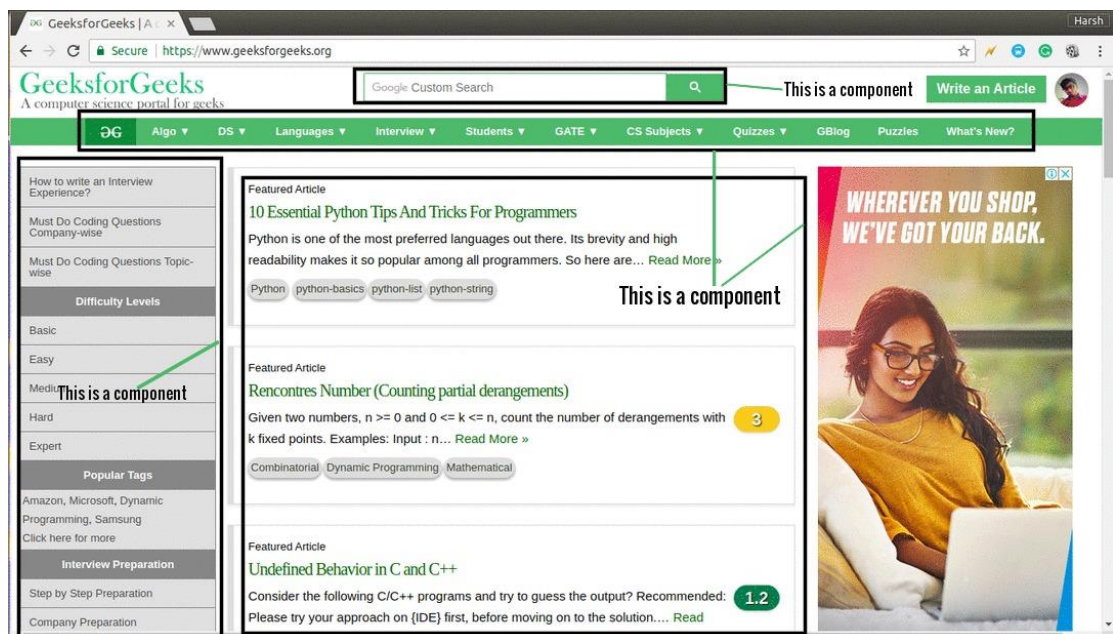 GeeksforGeeks | A c
Harsh
Secure
https://www.geeksforgeeks.org
GeeksforGeeks
A computer science portal for geeks
Google Custom Search
This is a component
Write an Article
Algo ▼ DS ▼ Languages ▼ Interview ▼ Students ▼ GATE ▼ CS Subjects ▼ Quizzes ▼ GBlog Puzzles What's New?
How to write an Interview
Experience?
Must Do Coding Questions
Company-wise
Must Do Coding Questions Topic-
wise
Difficulty Levels
Basic
Easy
This is a component
Hard
Expert
Popular Tags
Amazon, Microsoft, Dynamic
Programming, Samsung
Click here for more
Interview Preparation
Step by Step Preparation
Company Preparation
Featured Article
10 Essential Python Tips And Tricks For Programmers
Python is one of the most preferred languages out there. Its brevity and high
readability makes it so popular among all programmers. So here are… Read More »
Python python-basics python-list python-string
This is a component
Featured Article
Rencontres Number (Counting partial derangements)
Given two numbers, n >= 0 and 0 <= k <= n, count the number of derangements with
k fixed points. Examples: Input : n… Read More »
3
Combinatorial Dynamic Programming Mathematical
Featured Article
Undefined Behavior in C and C++
Consider the following C/C++ programs and try to guess the output? Recommended:
Please try your approach on {IDE} first, before moving on to the solution.… Read
1.2
WHEREVER YOU SHOP,
WE'VE GOT YOUR BACK.